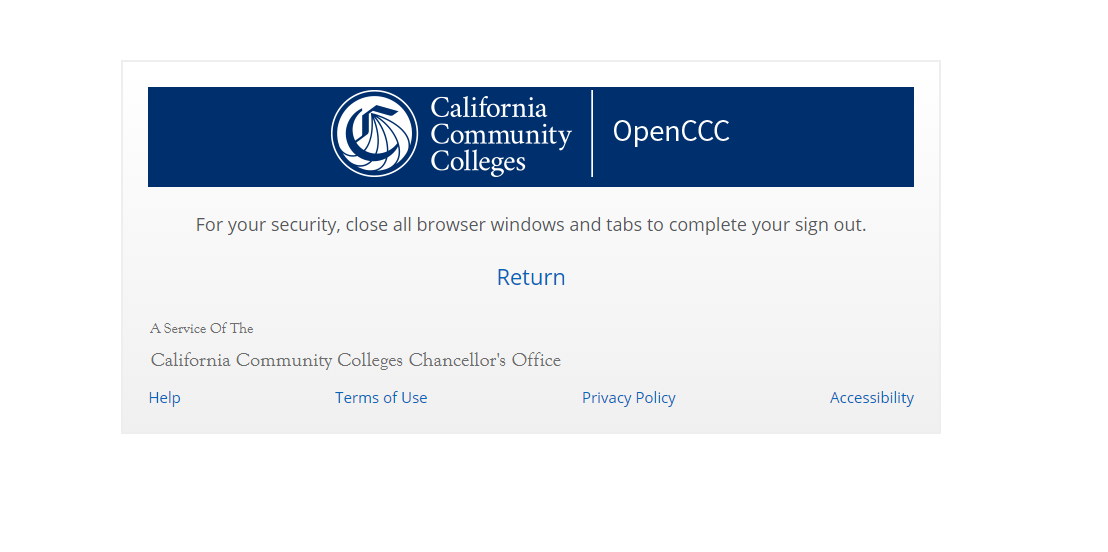 California
Community
Colleges
OpenCCC
For your security, close all browser windows and tabs to complete your sign out.
Return
A Service Of The
California Community Colleges Chancellor's Office
Help Terms of Use Privacy Policy Accessibility